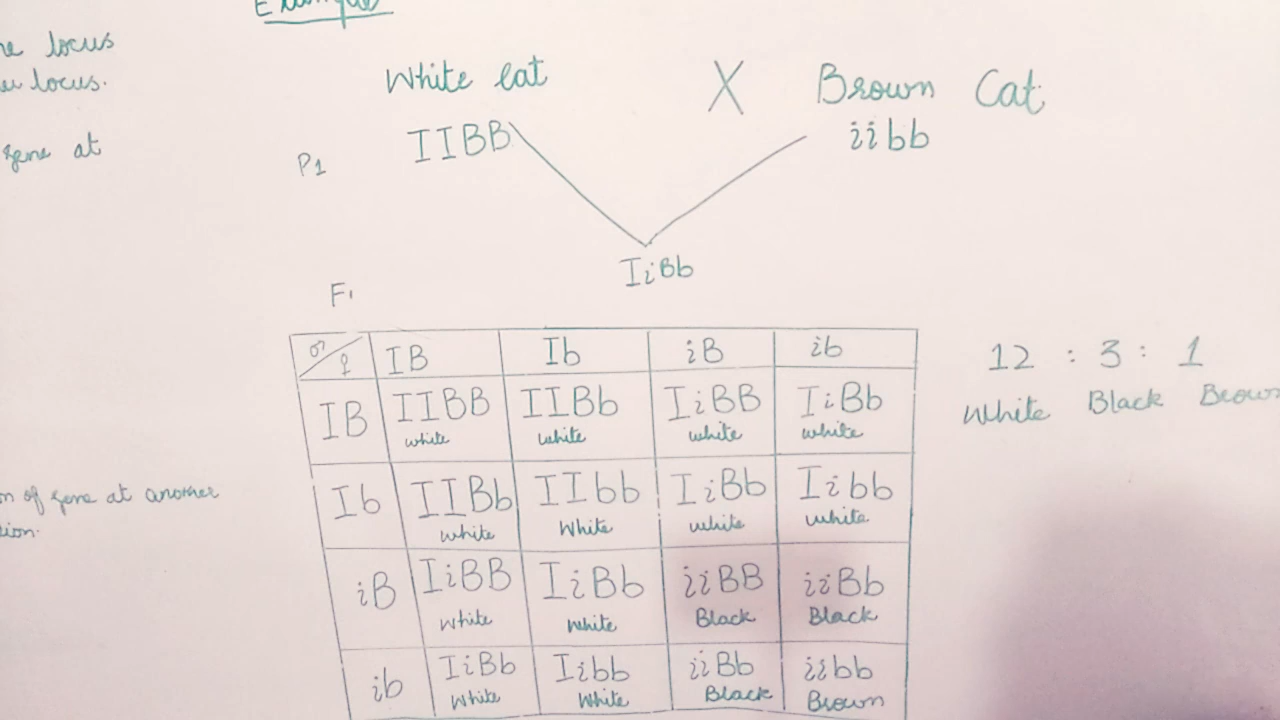 Example
ne locus
locus.
gene at
n of gene at another
tion.
White Cat X Brown Cat
P1 IIBB iibb
IiBb
F1
♂ ♀ IB Ib iB ib
IB IIBB IIBb IiBB IiBb
white white white white
Ib IIBb IIbb IiBb Iibb
white White white white
iB IiBB IiBb iiBB iiBb
White White Black Black
ib IiBb Iibb iiBb iibb
White White Black Brown
12 : 3 : 1
White Black Brown